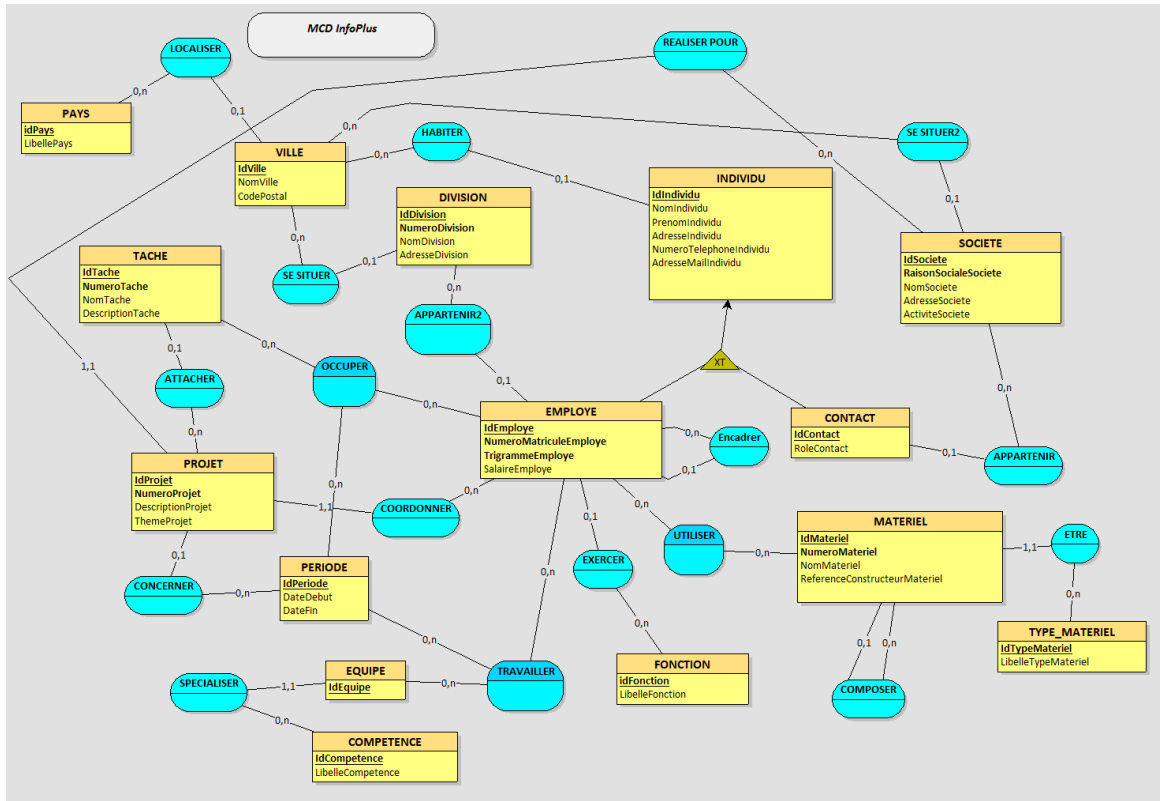 MCD InfoPlus
LOCALISER
REALISER POUR
0,n
0,1
PAYS
idPays
LibellePays
0,n
SE SITUER2
HABITER
0,n
0,n
VILLE
IdVille
NomVille
CodePostal
0,1
0,1
INDIVIDU
IdIndividu
NomIndividu
PrenomIndividu
AdresseIndividu
NumeroTelephoneIndividu
AdresseMailIndividu
DIVISION
IdDivision
NumeroDivision
NomDivision
AdresseDivision
0,n
0,1
SE SITUER
SOCIETE
IdSociete
RaisonSocialeSociete
NomSociete
AdresseSociete
ActiviteSociete
TACHE
IdTache
NumeroTache
NomTache
DescriptionTache
0,n
APPARTENIR2
0,n
0,1
1,1
ATTACHER
OCCUPER
XT
0,1
0,n
0,n
0,n
EMPLOYE
IdEmploye
NumeroMatriculeEmploye
TrigrammeEmploye
SalaireEmploye
0,n
Encadrer
0,1
CONTACT
IdContact
RoleContact
0,1
APPARTENIR
PROJET
IdProjet
NumeroProjet
DescriptionProjet
ThemeProjet
0,n
1,1
COORDONNER
0,n
0,1
0,n
UTILISER
0,n
MATERIEL
IdMateriel
NumeroMateriel
NomMateriel
ReferenceConstructeurMateriel
1,1
ETRE
0,1
CONCERNER
0,n
PERIODE
IdPeriode
DateDebut
DateFin
EXERCER
0,n
0,n
0,n
0,n
0,1
0,n
TYPE_MATERIEL
IdTypeMateriel
LibelleTypeMateriel
FONCTION
idFonction
LibelleFonction
TRAVAILLER
EQUIPE
IdEquipe
0,n
SPECIALISER
1,1
COMPOSER
0,n
COMPETENCE
IdCompetence
LibelleCompetence